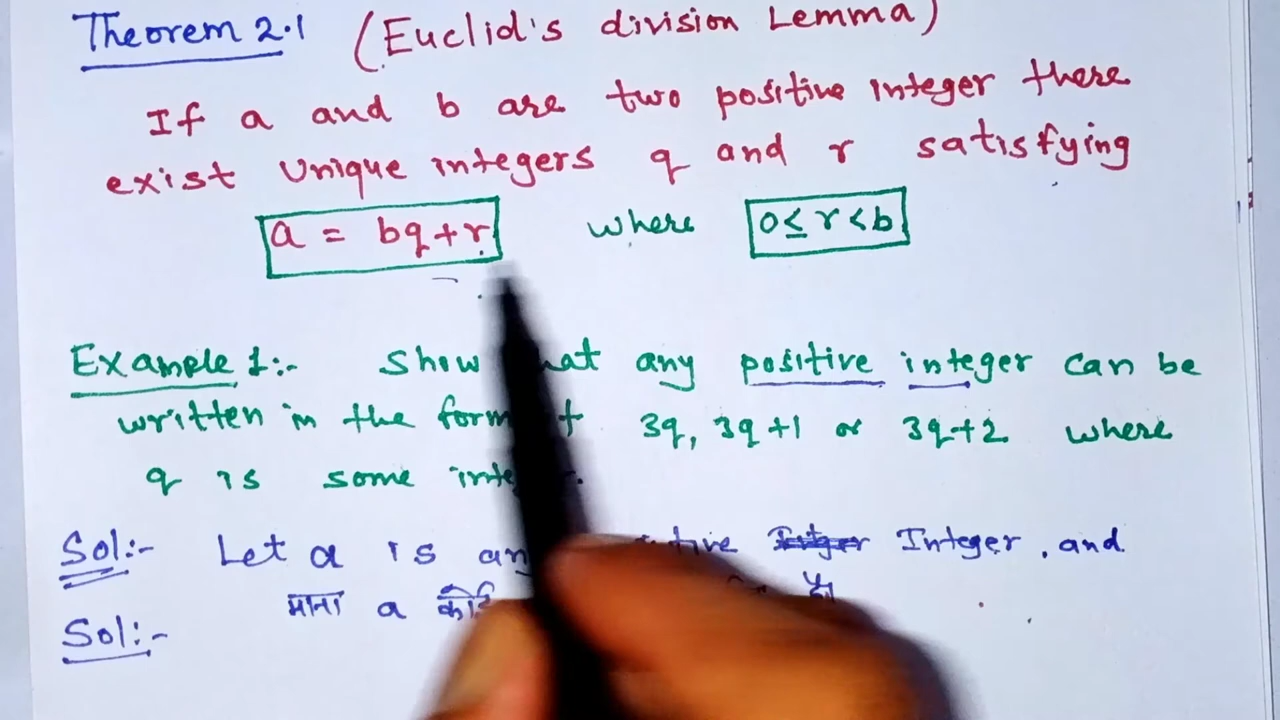 Theorem 2.1 (Euclid's division Lemma)
If a and b are two positive integer there
exist unique integers q and r satisfying
a = bq+r where 0≤r<b
Example 1:- Show that any positive integer can be
written in the form 3q, 3q+1 or 3q+2 where
q is some integer.
Sol:- Let a is Integer, and
माना a कोई है।
Sol:-